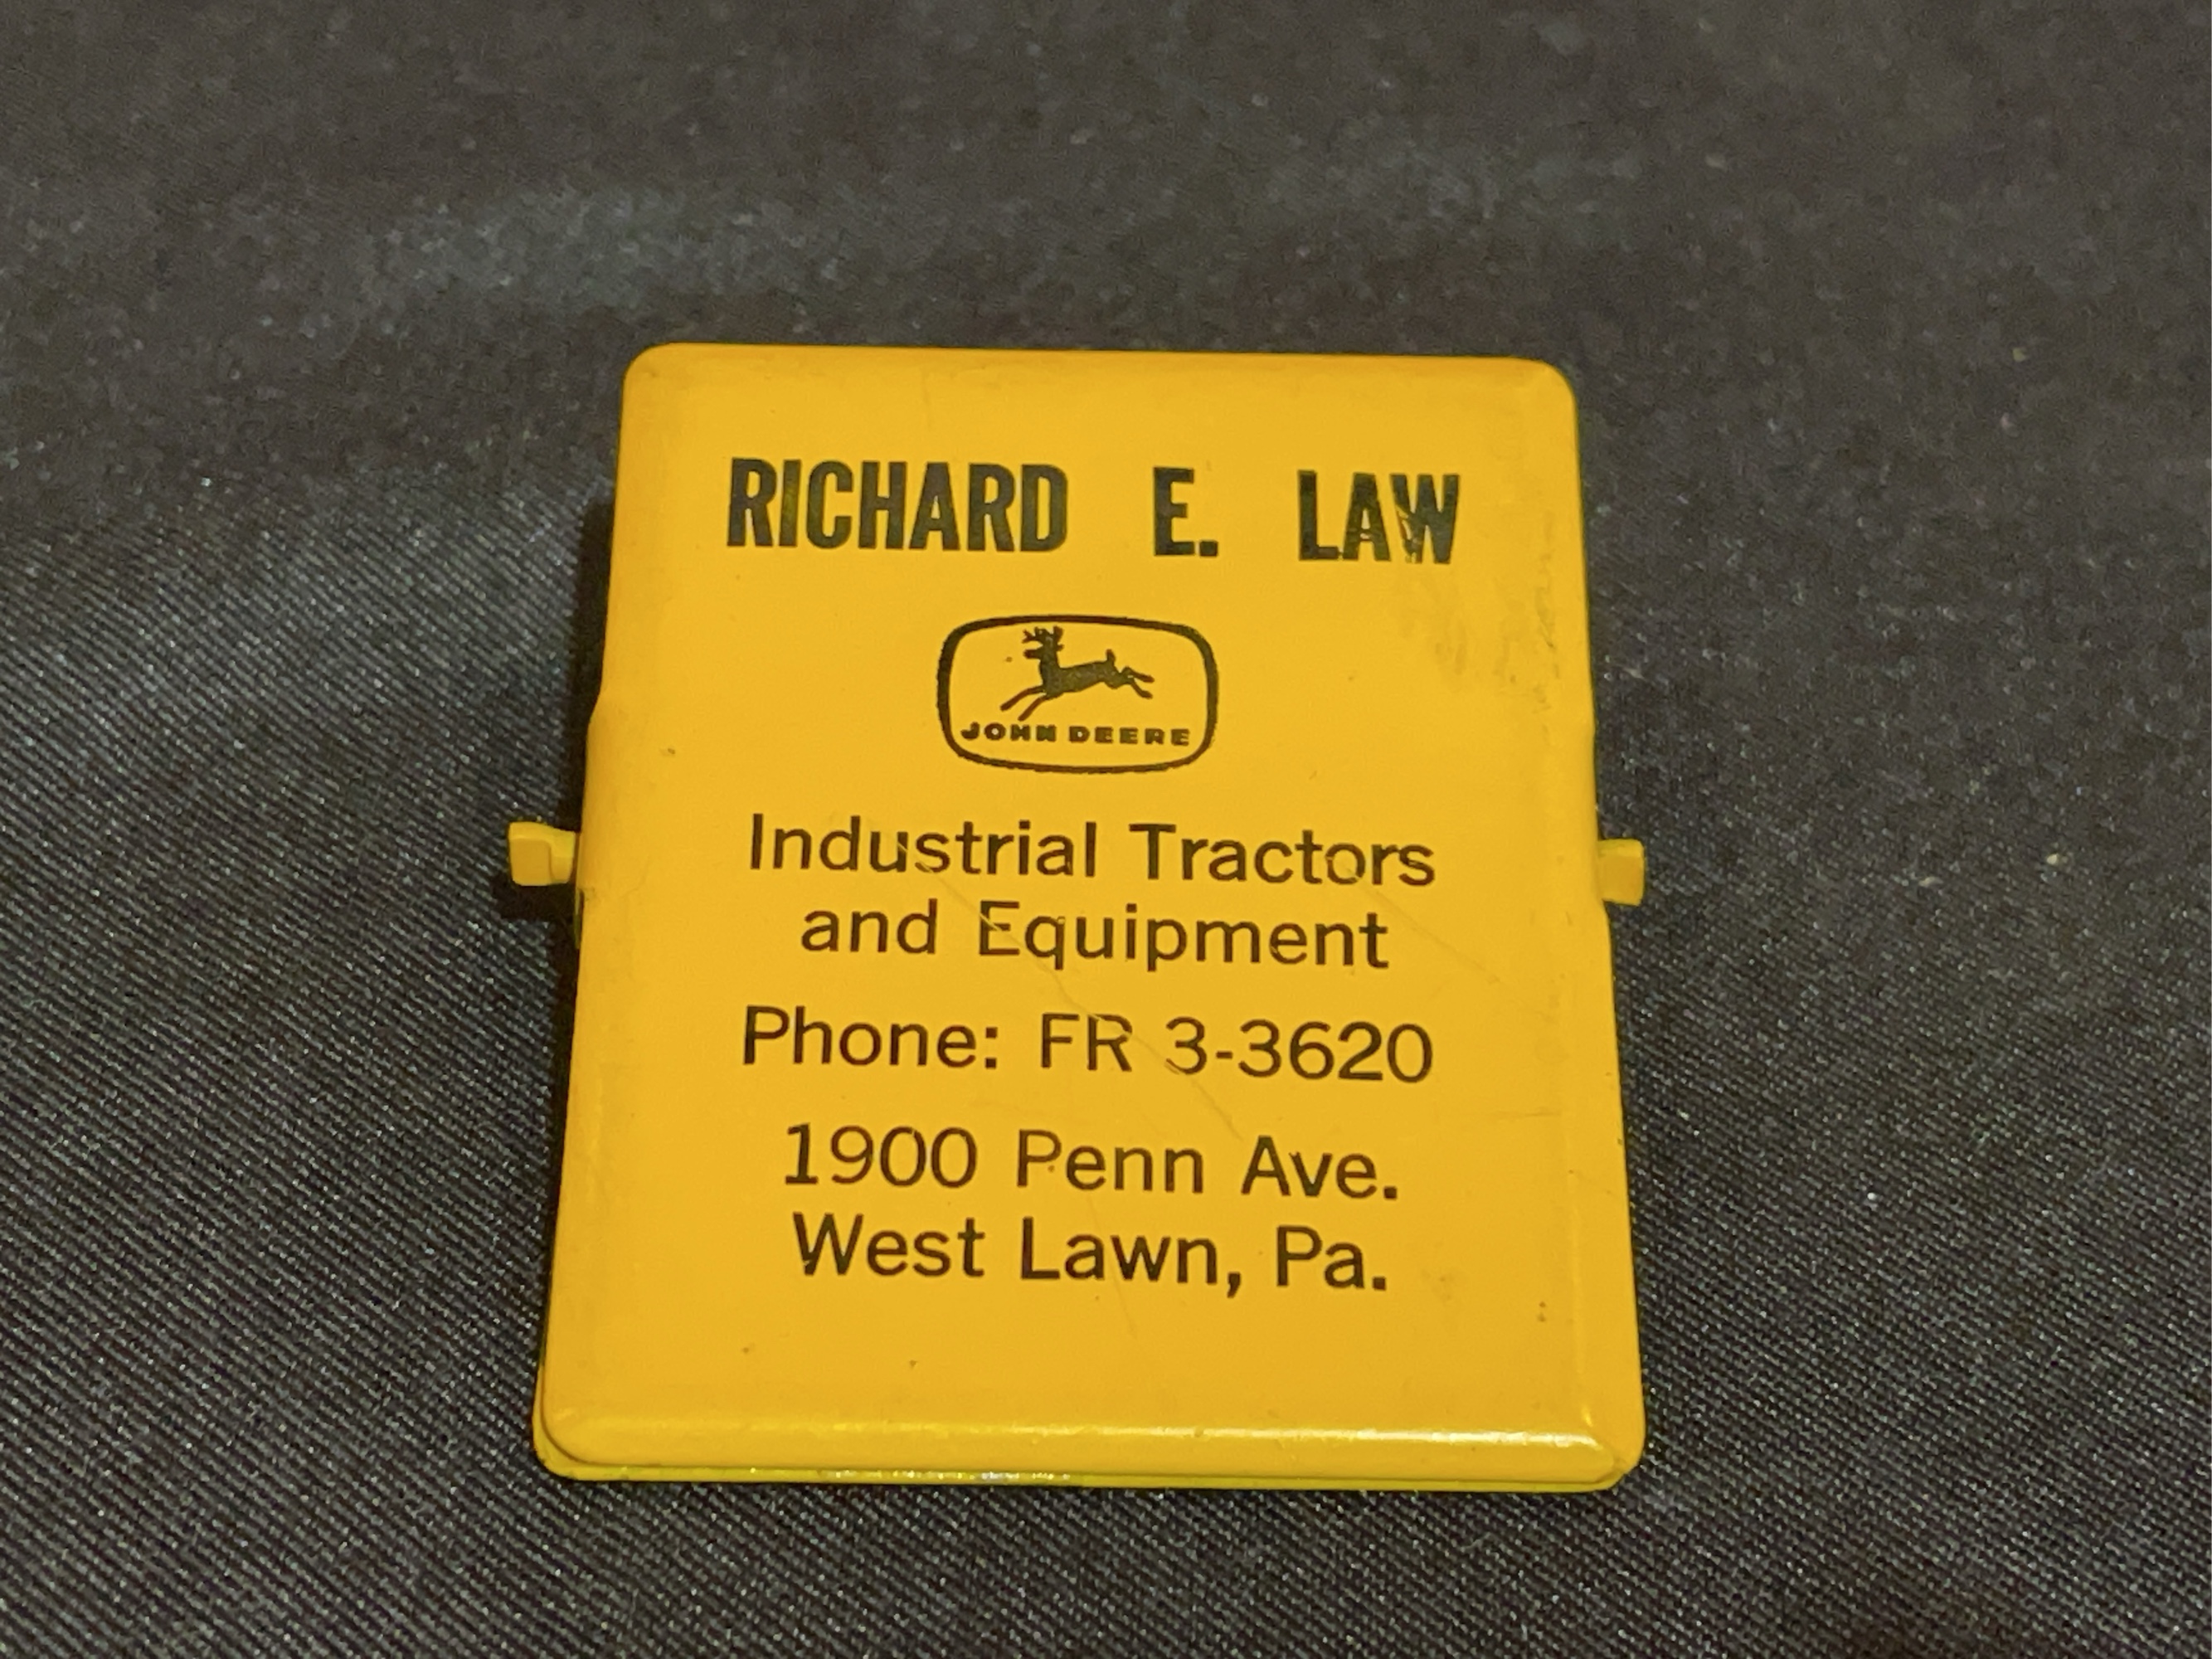 RICHARD E. LAW
JOHN DEERE
Industrial Tractors
and Equipment
Phone: FR 3-3620
1900 Penn Ave.
West Lawn, Pa.